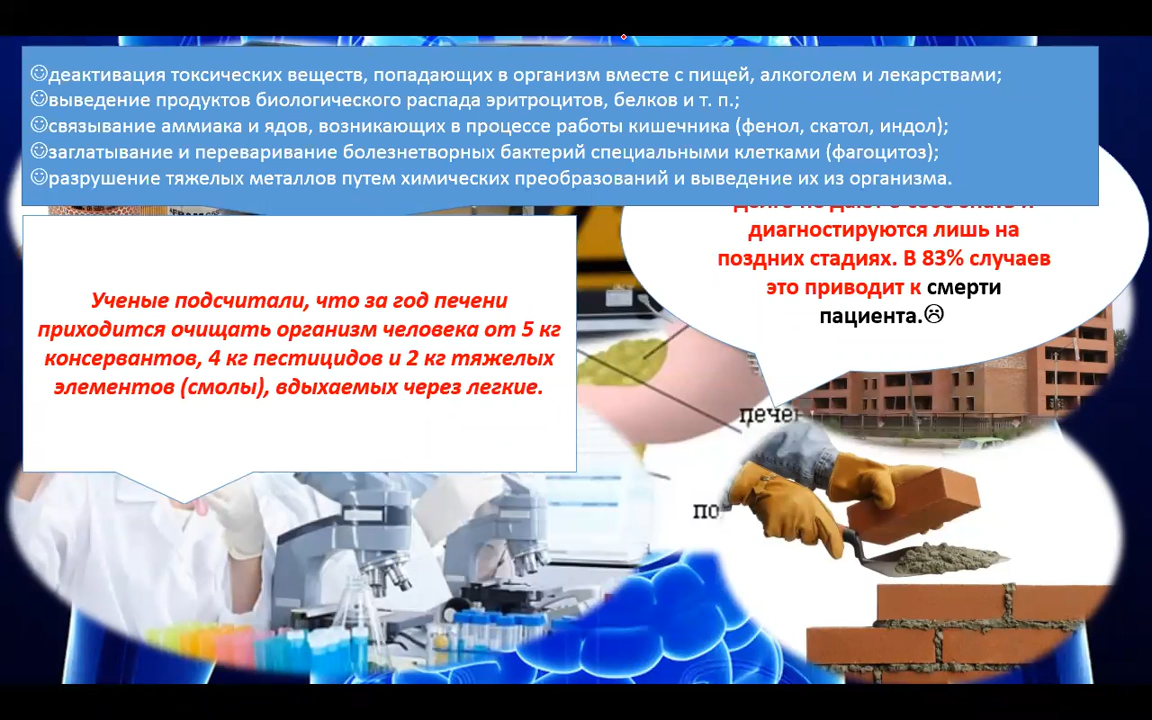 ☺деактивация токсических веществ, попадающих в организм вместе с пищей, алкоголем и лекарствами;
☺выведение продуктов биологического распада эритроцитов, белков и т. п.;
☺связывание аммиака и ядов, возникающих в процессе работы кишечника (фенол, скатол, индол);
☺заглатывание и переваривание болезнетворных бактерий специальными клетками (фагоцитоз);
☺разрушение тяжелых металлов путем химических преобразований и выведение их из организма.
диагностируются лишь на
поздних стадиях. В 83% случаев
это приводит к смерти
пациента.☹
Ученые подсчитали, что за год печени
приходится очищать организм человека от 5 кг
консервантов, 4 кг пестицидов и 2 кг тяжелых
элементов (смолы), вдыхаемых через легкие.